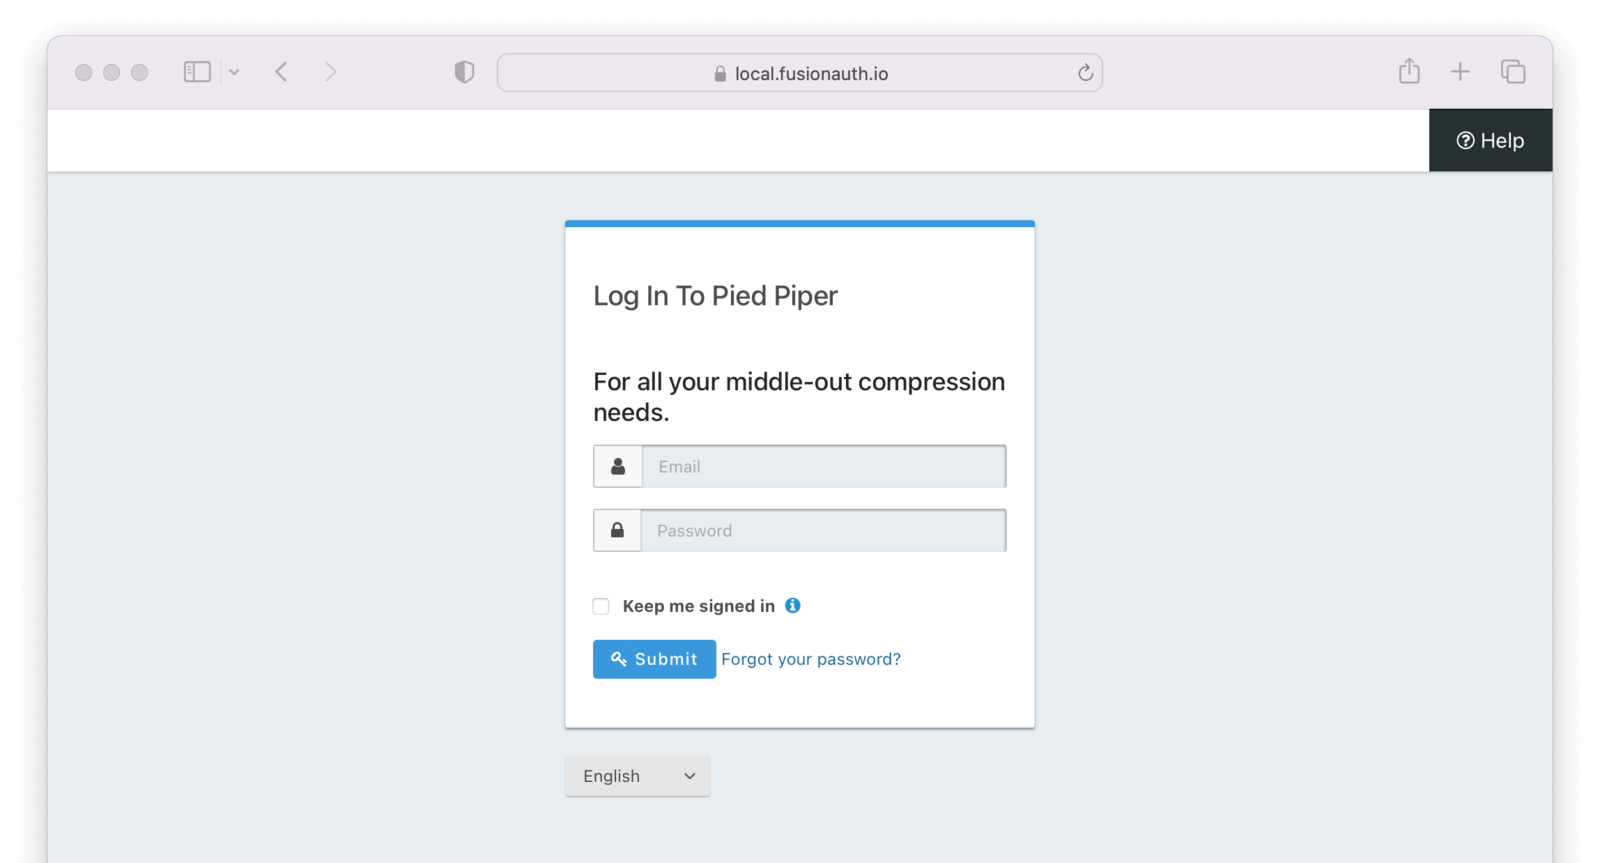 local.fusionauth.io
Help
Log In To Pied Piper
For all your middle-out compression
needs.
Email
Password
Keep me signed in
Submit Forgot your password?
English